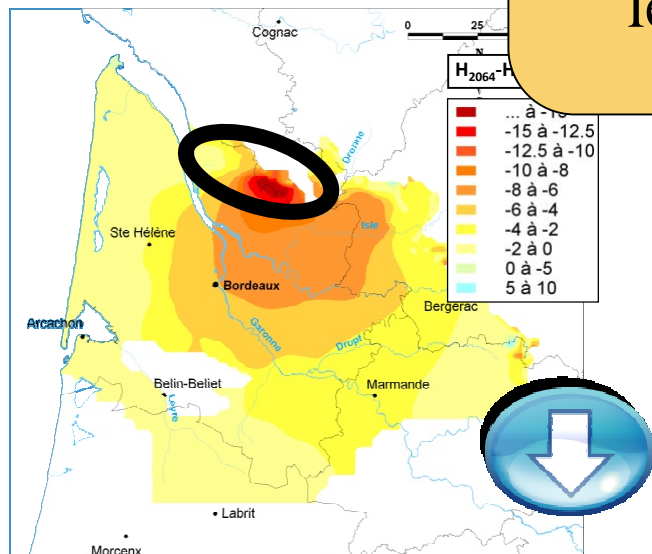 le
Cognac
0 25
N
H2064-H
... à -15
-15 à -12.5
-12.5 à -10
-10 à -8
-8 à -6
-6 à -4
-4 à -2
-2 à 0
0 à -5
5 à 10
Dronne
Isle
Ste Hélène
Bordeaux
Bergerac
Arcachon
Garonne
Dropt
Belin-Beliet
Marmande
Leyre
Labrit
Morcenx